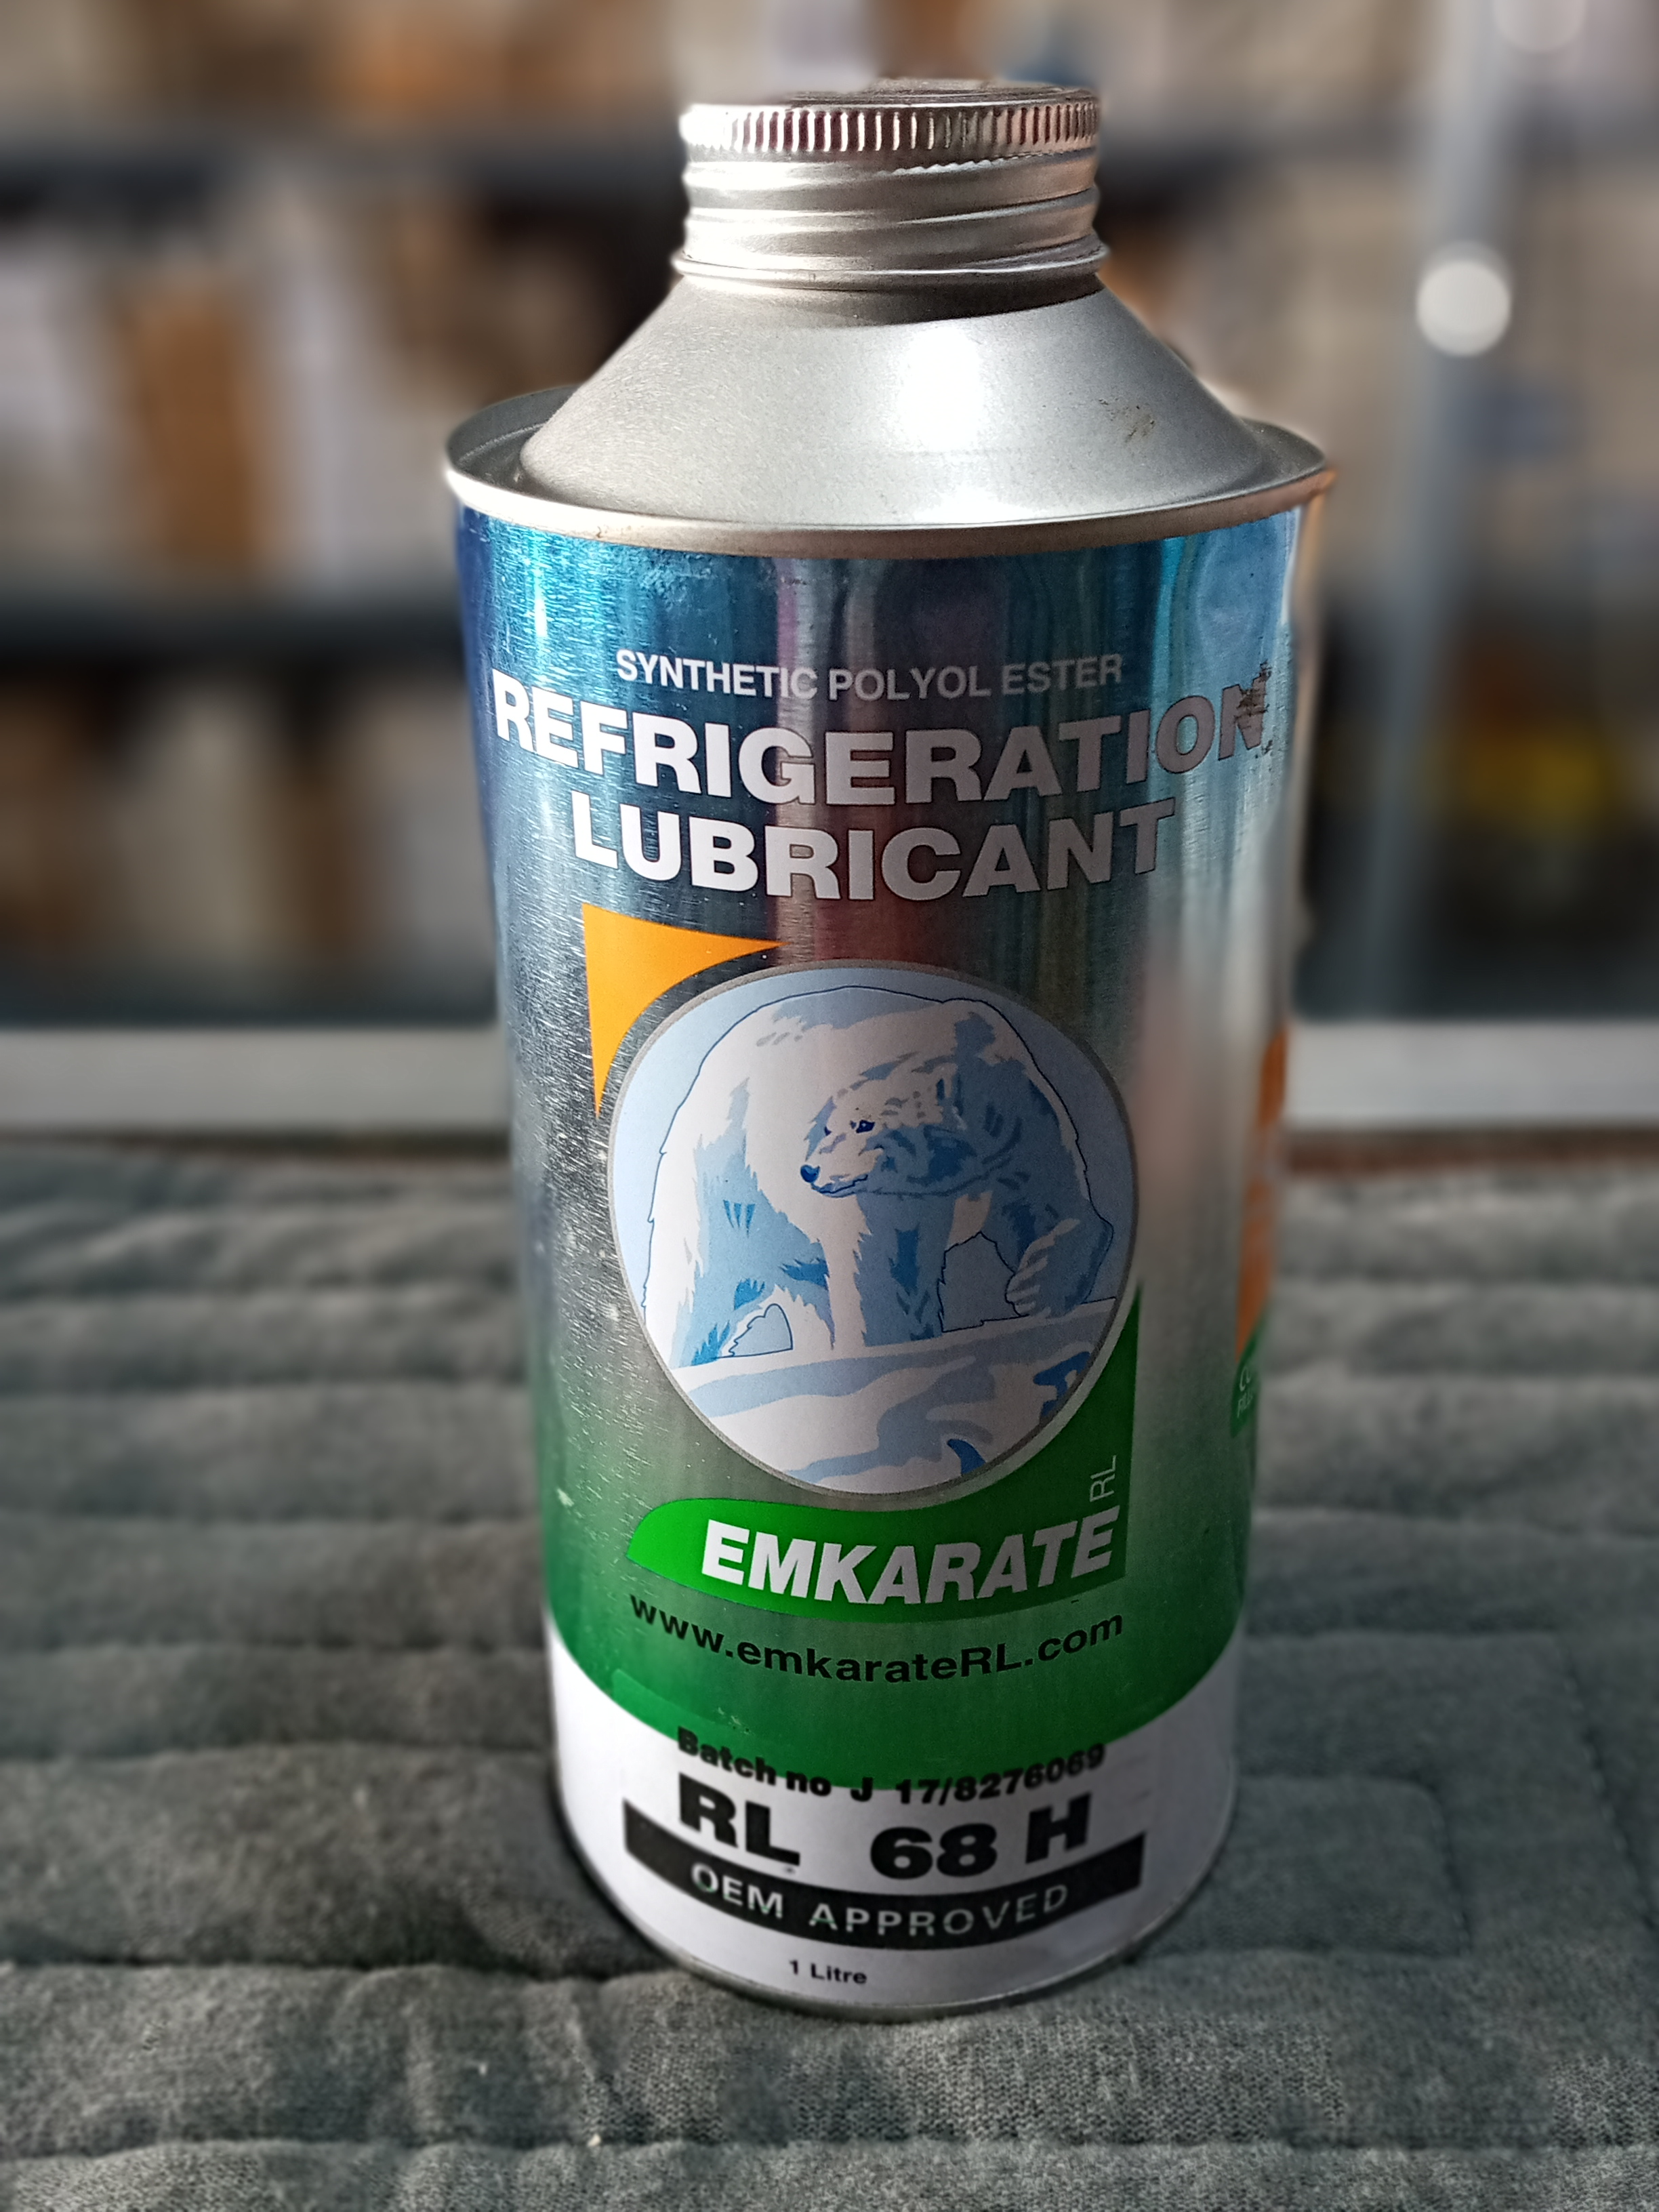 SYNTHETIC POLYOL ESTER
REFRIGERATION
LUBRICANT
EMKARATE RL
www.emkarateRL.com
Batch no J 17/8276069
RL 68 H
OEM APPROVED
1 Litre